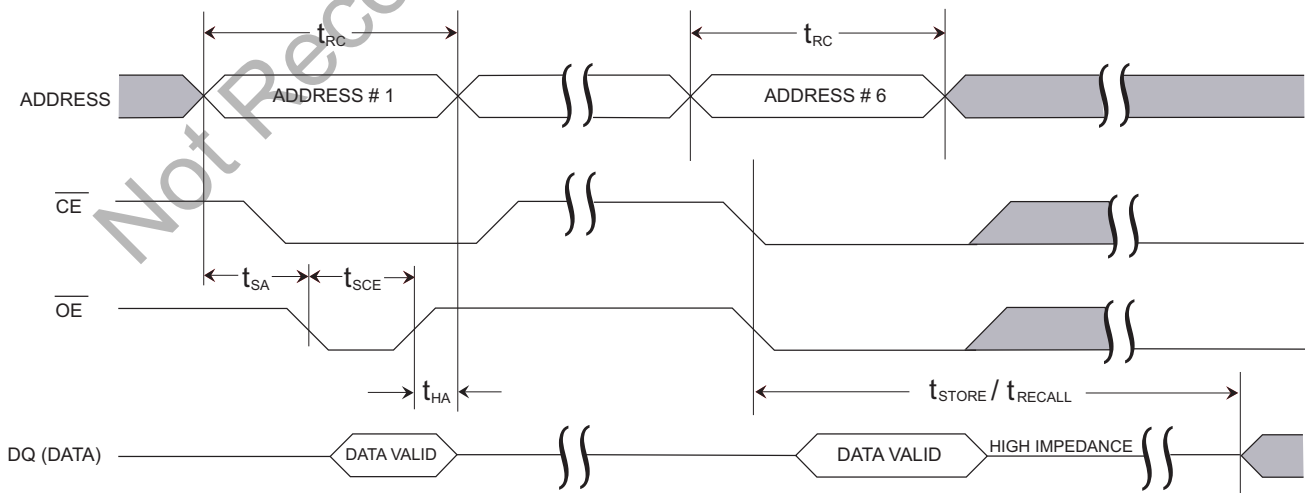 Not Reco
tRC
tRC
ADDRESS
ADDRESS # 1
ADDRESS # 6
CE
tSA
tSCE
OE
tHA
tSTORE / tRECALL
DQ (DATA)
DATA VALID
DATA VALID
HIGH IMPEDANCE